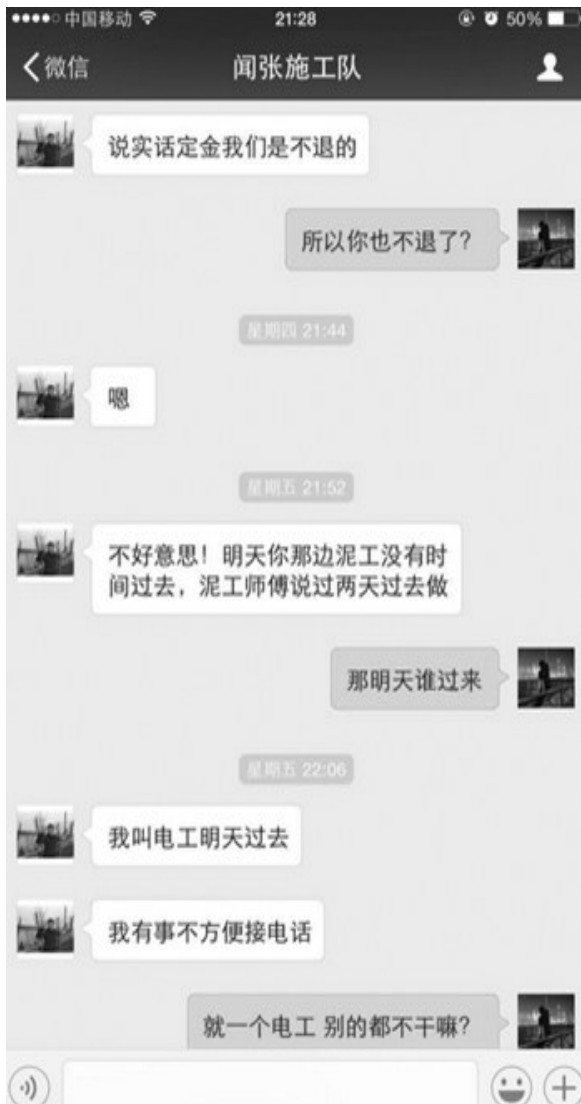 中国移动
21:28
50%
微信
闻张施工队
说实话定金我们是不退的
所以你也不退了?
星期四 21:44
嗯
星期五 21:52
不好意思！明天你那边泥工没有时
间过去，泥工师傅说过两天过去做
那明天谁过来
星期五 22:06
我叫电工明天过去
我有事不方便接电话
就一个电工 别的都不干嘛?